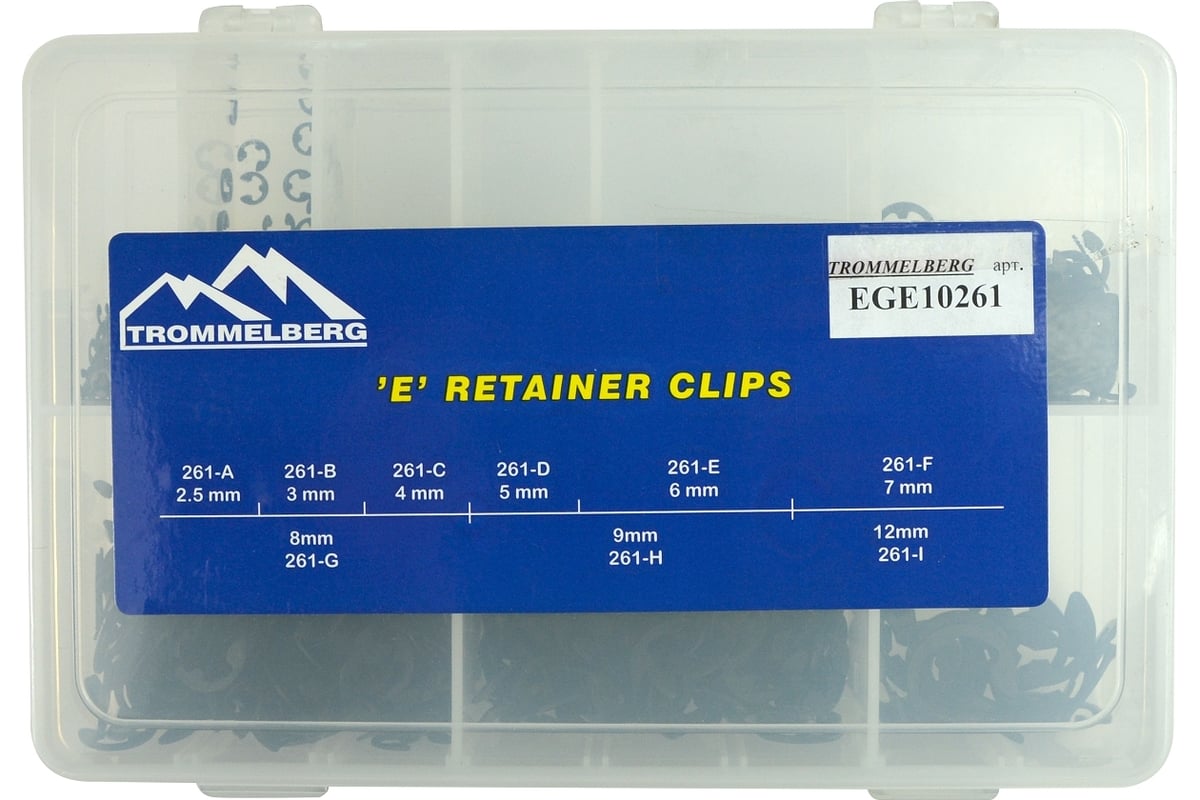 TROMMELBERG
TROMMELBERG арт.
EGE10261
'E' RETAINER CLIPS
261-A 261-B 261-C 261-D 261-E 261-F
2.5 mm 3 mm 4 mm 5 mm 6 mm 7 mm
8mm 9mm 12mm
261-G 261-H 261-I